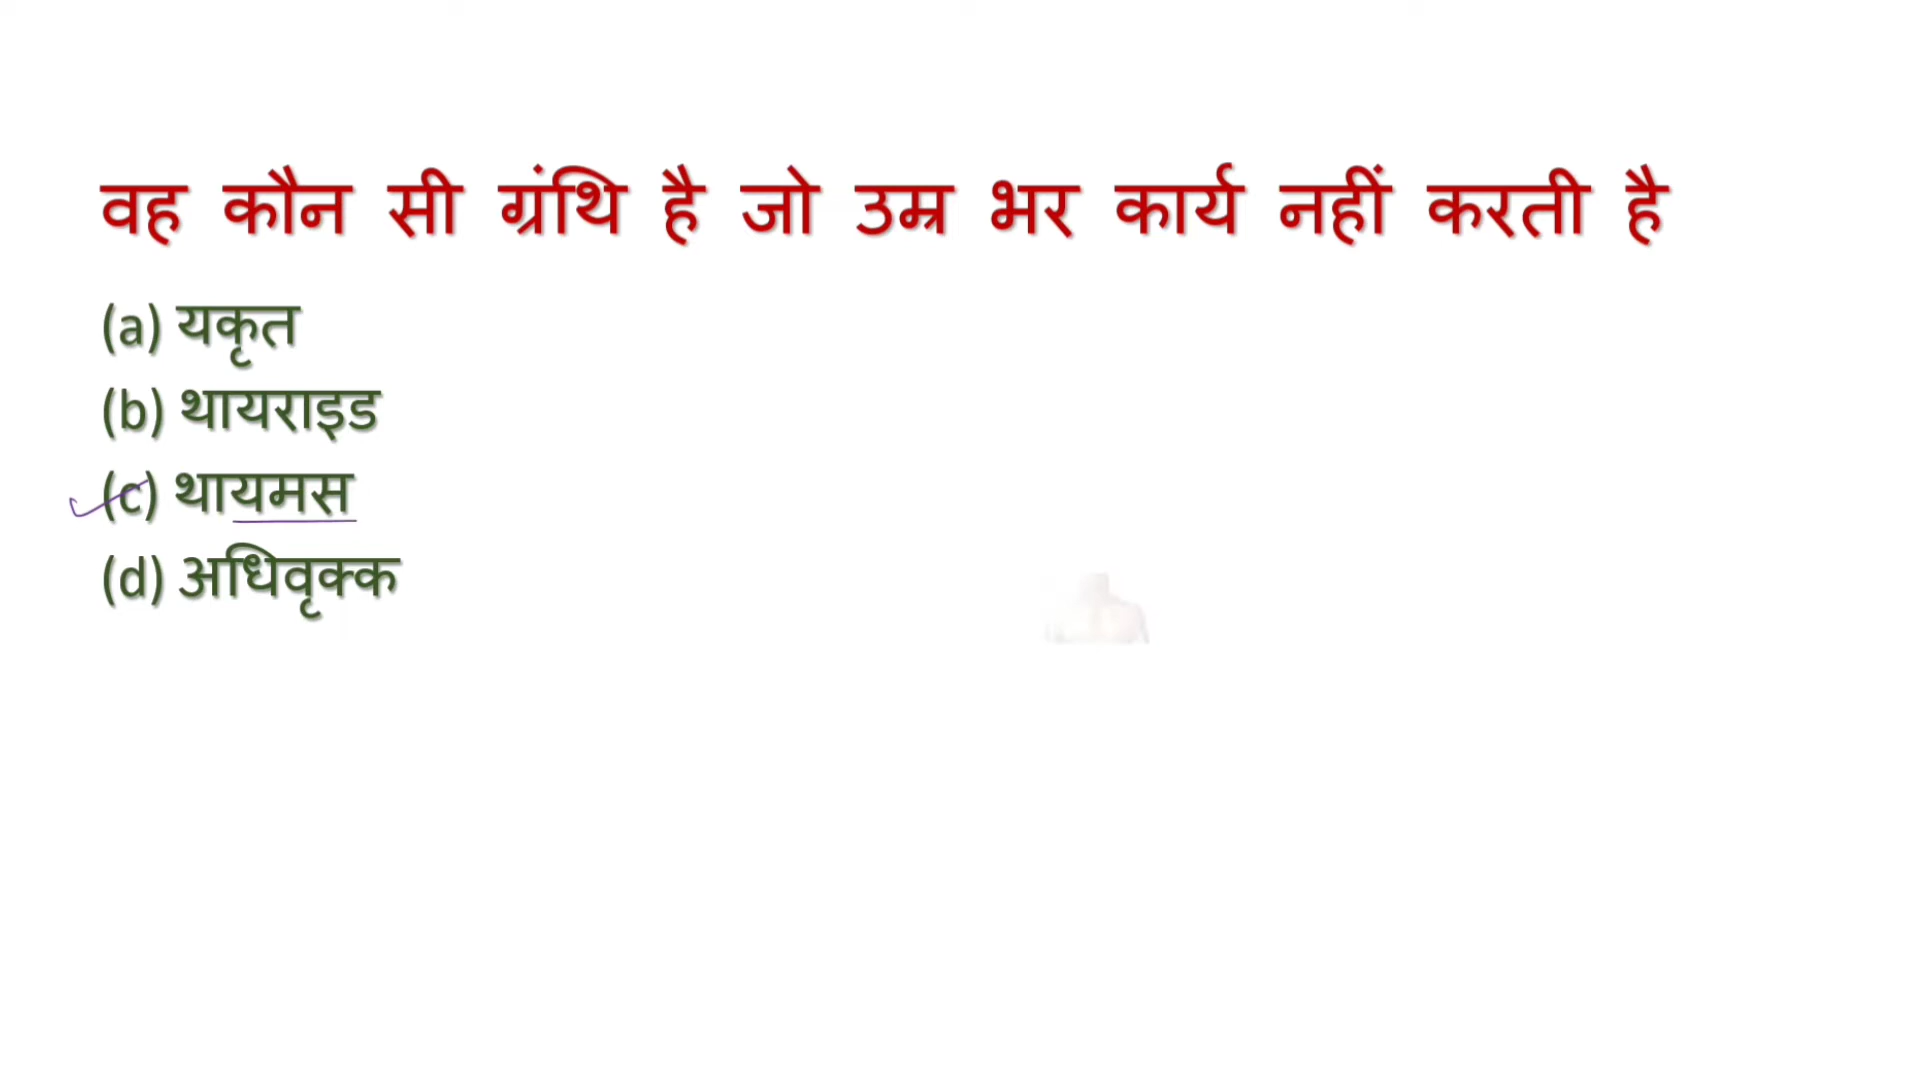 वह कौन सी ग्रंथि है जो उम्र भर कार्य नहीं करती है
(a) यकृत
(b) थायराइड
(c) थायमस
(d) अधिवृक्क